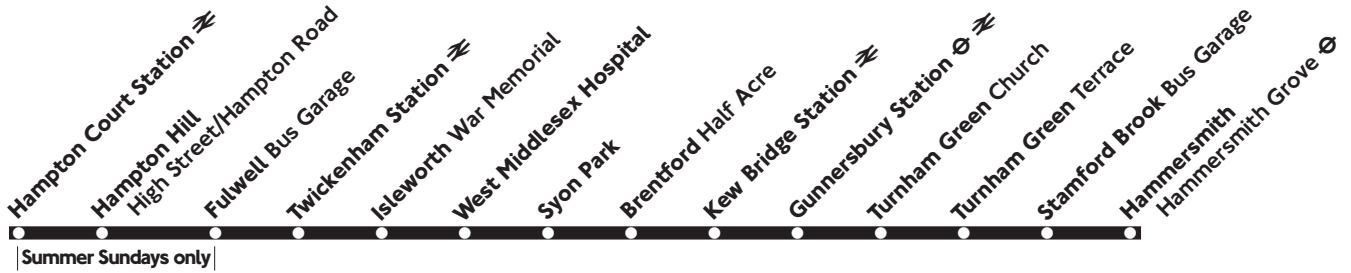 Hampton Court Station
Hampton Hill
High Street/Hampton Road
Fulwell Bus Garage
Twickenham Station
Isleworth War Memorial
West Middlesex Hospital
Syon Park
Brentford Half Acre
Kew Bridge Station
Gunnersbury Station
Turnham Green Church
Turnham Green Terrace
Stamford Brook Bus Garage
Hammersmith
Hammersmith Grove
Summer Sundays only